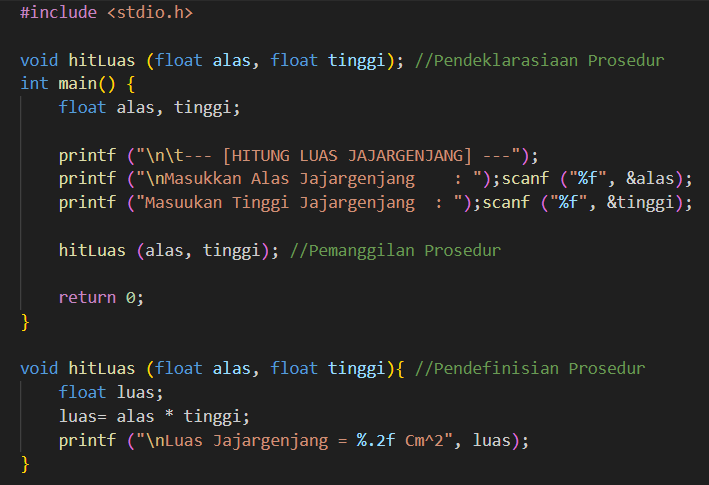 #include <stdio.h>
void hitLuas (float alas, float tinggi); //Pendeklarasiaan Prosedur
int main() {
    float alas, tinggi;
    printf ("\n\t--- [HITUNG LUAS JAJARGENJANG] ---");
    printf ("\nMasukkan Alas Jajargenjang    : ");scanf ("%f", &alas);
    printf ("Masuukan Tinggi Jajargenjang  : ");scanf ("%f", &tinggi);
    hitLuas (alas, tinggi); //Pemanggilan Prosedur
    return 0;
}
void hitLuas (float alas, float tinggi){ //Pendefinisian Prosedur
    float luas;
    luas= alas * tinggi;
    printf ("\nLuas Jajargenjang = %.2f Cm^2", luas);
}